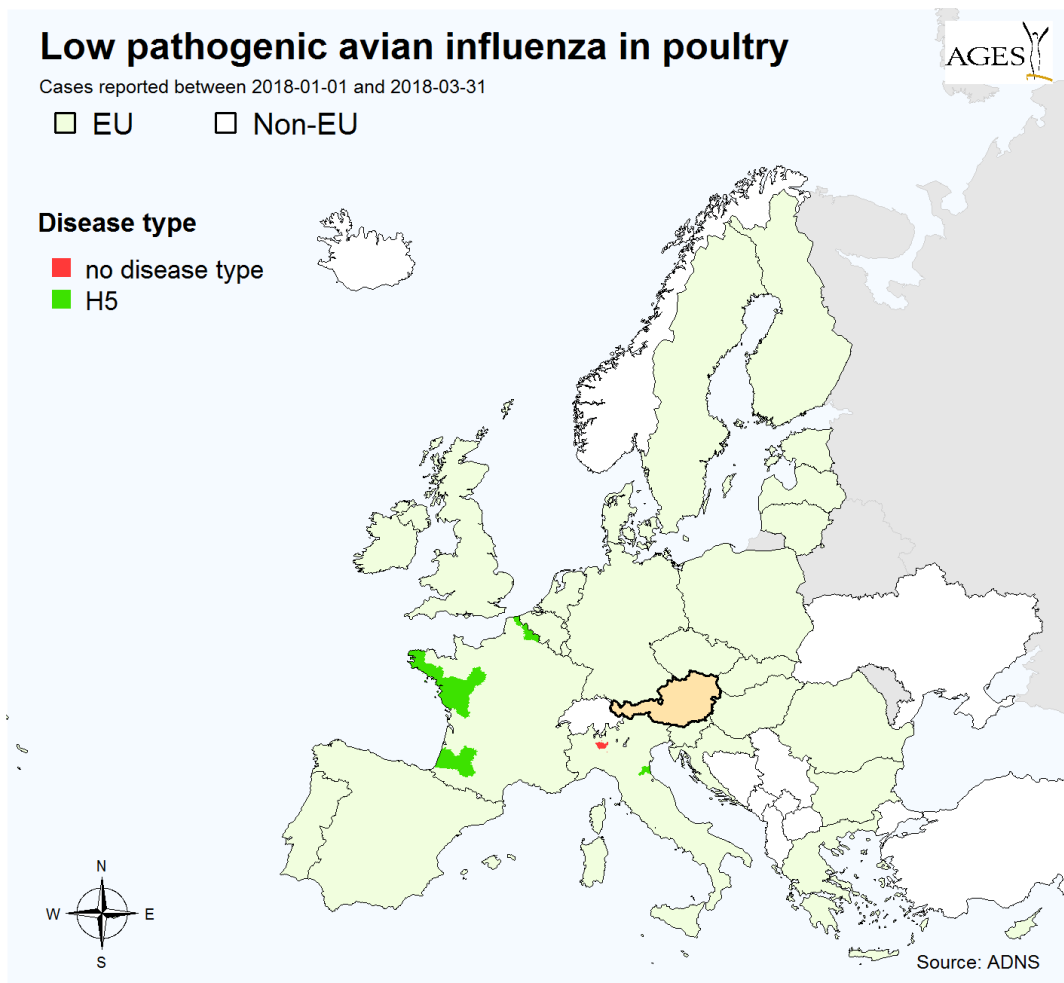 Low pathogenic avian influenza in poultry
AGES
Cases reported between 2018-01-01 and 2018-03-31
EU
Non-EU
Disease type
no disease type
H5
N
W
E
S
Source: ADNS